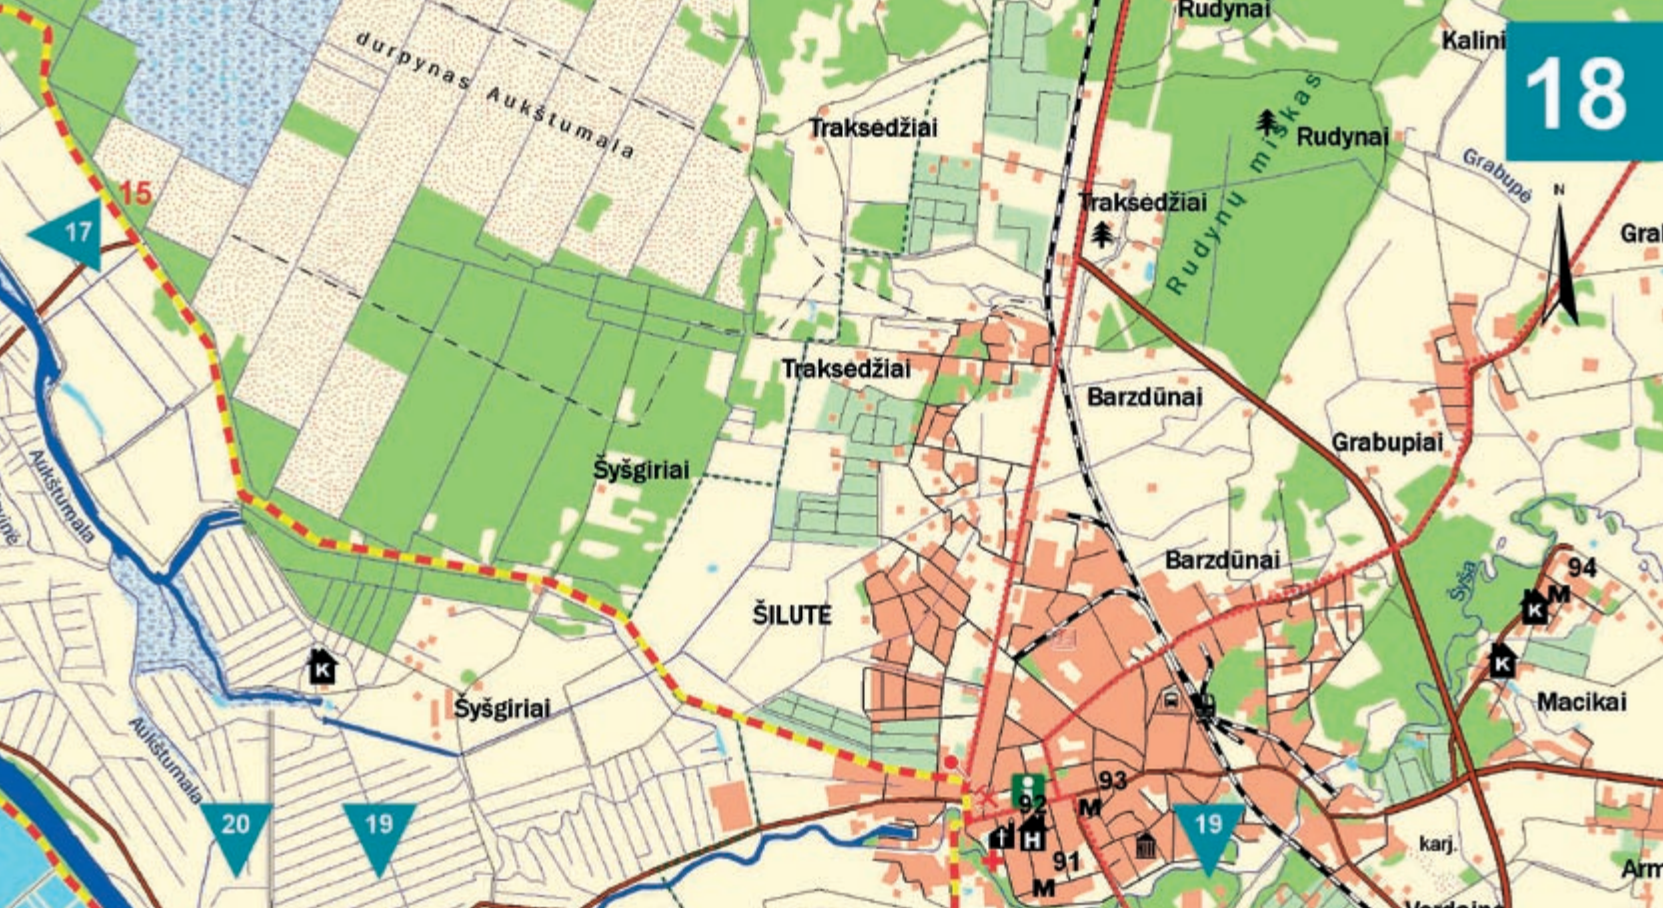 Rudynai
Kalini
18
durpynas Aukštumala
Traksėdžiai
Rudynai
Rudynų miškas
Grabupė
N
15
17
Traksėdžiai
Gra
Traksėdžiai
Barzdūnai
Grabupiai
Šyšgiriai
Aukštumala
Barzdūnai
Šyša
94
M
K
ŠILUTĖ
K
K
Macikai
Šyšgiriai
Aukštumala
93
92
M
H
20
19
19
91
M
karj.
Arm